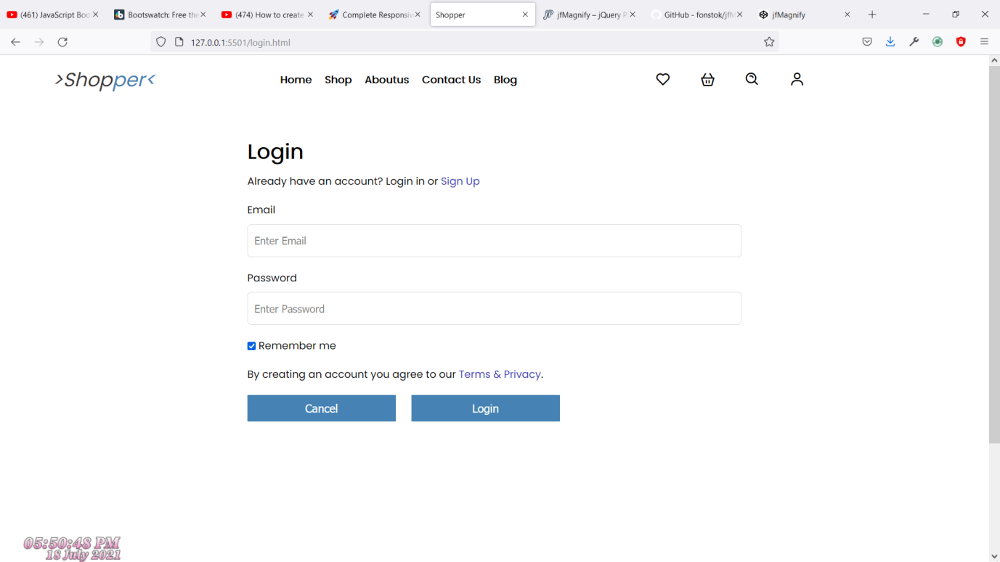 (461) JavaScript Boo
Bootswatch: Free the
(474) How to create
Complete Responsiv
Shopper
jfMagnify – jQuery P
GitHub - fonstok/jfM
jfMagnify
127.0.0.1:5501/login.html
>Shopper<
Home Shop Aboutus Contact Us Blog
Login
Already have an account? Login in or Sign Up
Email
Enter Email
Password
Enter Password
Remember me
By creating an account you agree to our Terms & Privacy.
Cancel Login
05:50:48 PM
18 July 2021